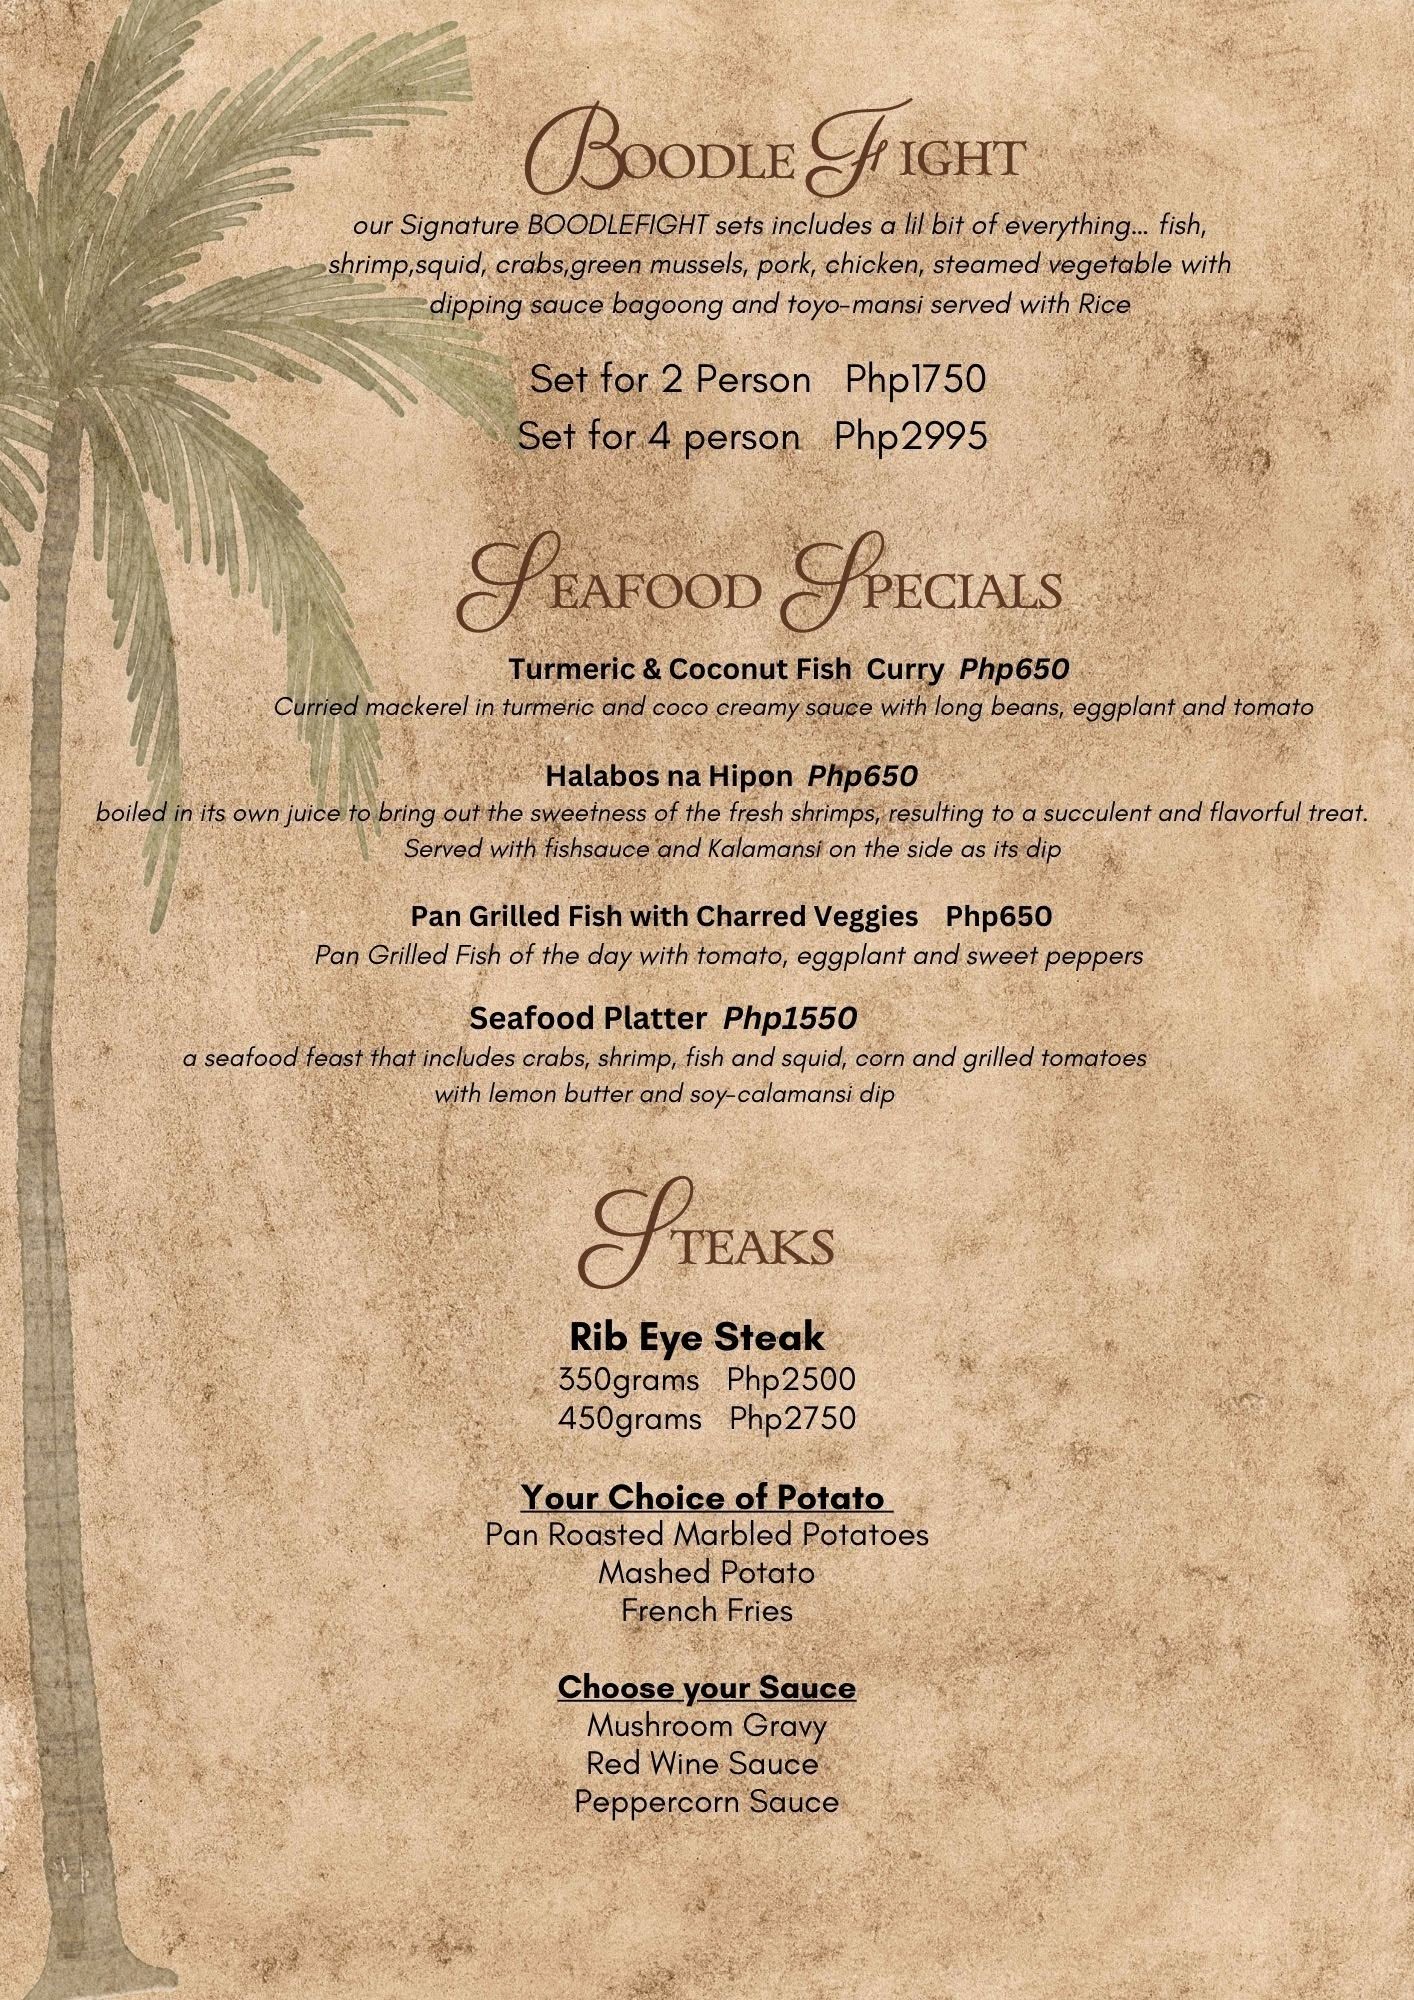 Boodle Fight
our Signature BOODLEFIGHT sets includes a lil bit of everything... fish,
shrimp,squid, crabs,green mussels, pork, chicken, steamed vegetable with
dipping sauce bagoong and toyo-mansi served with Rice
Set for 2 Person Php1750
Set for 4 person Php2995
Seafood Specials
Turmeric & Coconut Fish Curry Php650
Curried mackerel in turmeric and coco creamy sauce with long beans, eggplant and tomato
Halabos na Hipon Php650
boiled in its own juice to bring out the sweetness of the fresh shrimps, resulting to a succulent and flavorful treat.
Served with fishsauce and Kalamansi on the side as its dip
Pan Grilled Fish with Charred Veggies Php650
Pan Grilled Fish of the day with tomato, eggplant and sweet peppers
Seafood Platter Php1550
a seafood feast that includes crabs, shrimp, fish and squid, corn and grilled tomatoes
with lemon butter and soy-calamansi dip
Steaks
Rib Eye Steak
350grams Php2500
450grams Php2750
Your Choice of Potato
Pan Roasted Marbled Potatoes
Mashed Potato
French Fries
Choose your Sauce
Mushroom Gravy
Red Wine Sauce
Peppercorn Sauce